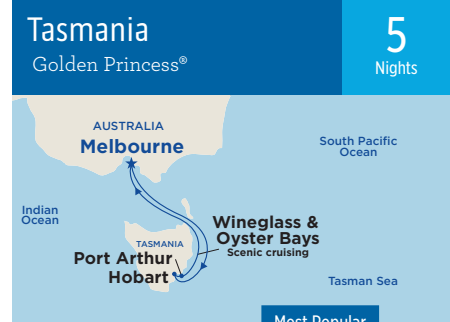 Tasmania
Golden Princess®
5
Nights
AUSTRALIA
Melbourne
South Pacific
Ocean
Indian
Ocean
Wineglass &
Oyster Bays
Scenic cruising
TASMANIA
Port Arthur
Hobart
Tasman Sea
Most Popular